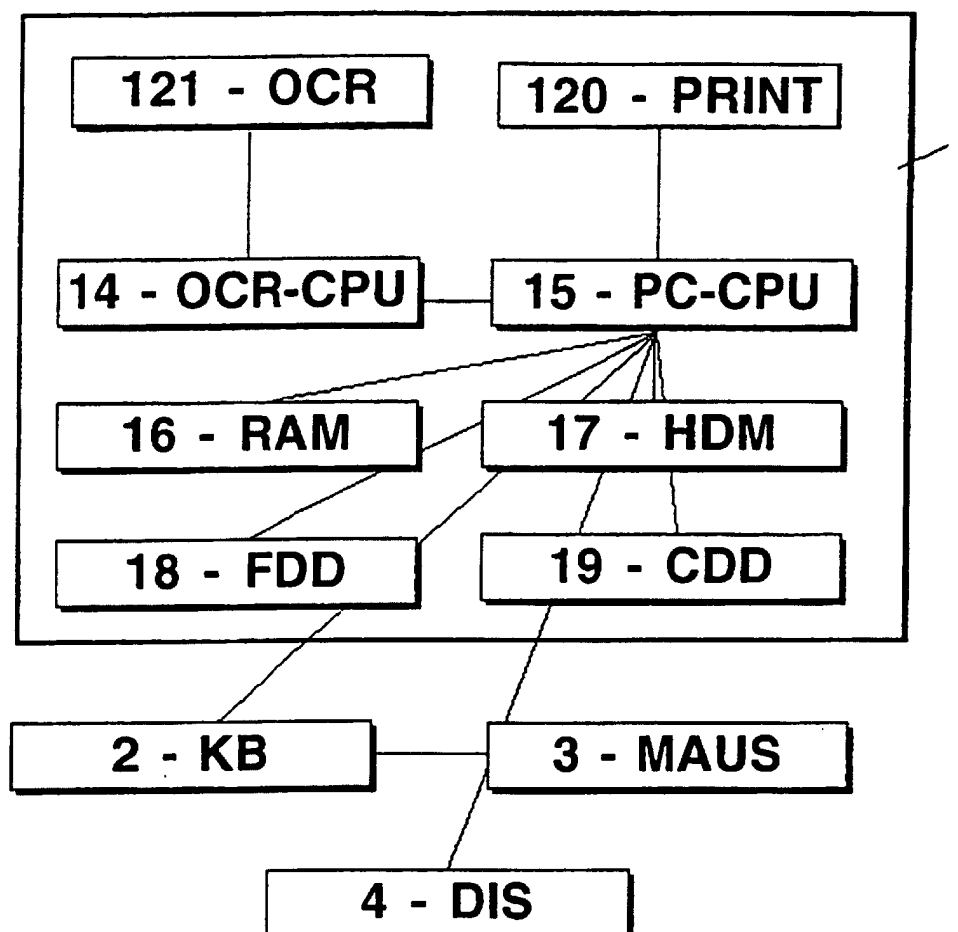 121 - OCR
120 - PRINT
14 - OCR-CPU
15 - PC-CPU
16 - RAM
17 - HDM
18 - FDD
19 - CDD
2 - KB
3 - MAUS
4 - DIS